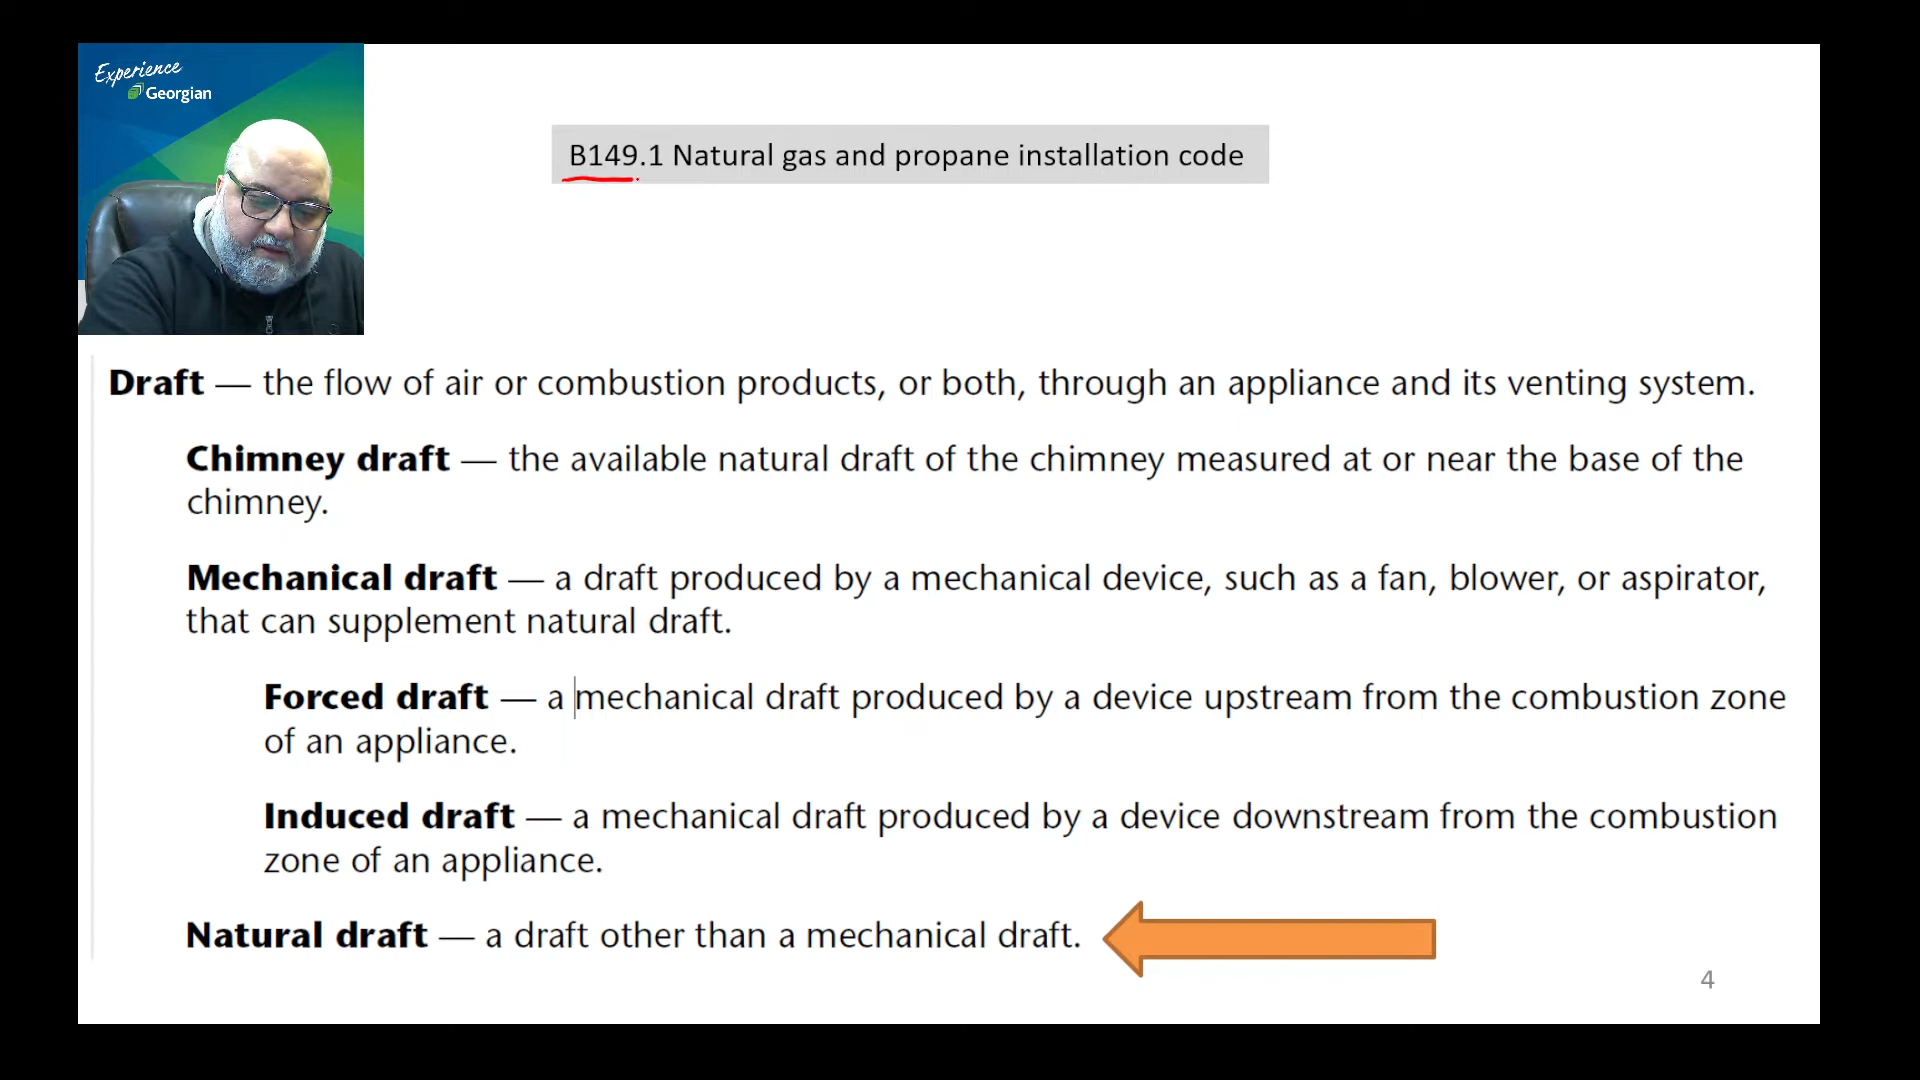 Experience
Georgian
B149.1 Natural gas and propane installation code
Draft — the flow of air or combustion products, or both, through an appliance and its venting system.
Chimney draft — the available natural draft of the chimney measured at or near the base of the
chimney.
Mechanical draft — a draft produced by a mechanical device, such as a fan, blower, or aspirator,
that can supplement natural draft.
Forced draft — a mechanical draft produced by a device upstream from the combustion zone
of an appliance.
Induced draft — a mechanical draft produced by a device downstream from the combustion
zone of an appliance.
Natural draft — a draft other than a mechanical draft.
4